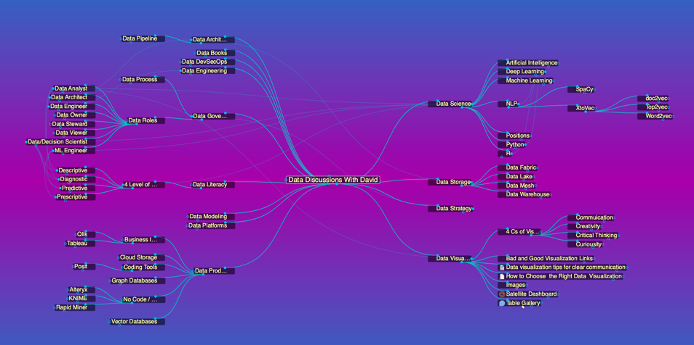 Data Pipeline
Data Archit...
Data Books
Data DevSecOps
Data Engineering
Data Process
Data Analyst
Data Architect
Data Engineer
Data Owner
Data Steward
Data Viewer
Data/Decision Scientist
ML Engineer
Data Roles
Data Gove...
Descriptive
Diagnostic
Predictive
Prescriptive
4 Level of ...
Data Literacy
Data Modeling
Data Platforms
Qlik
Tableau
Business I...
Cloud Storage
Coding Tools
Graph Databases
Alteryx
KNIME
Rapid Miner
No Code / ...
Vector Databases
Data Prod...
Data Discussions With David
Data Science
Artificial Intelligence
Deep Learning
Machine Learning
NLP
SpaCy
XtoVec
doc2vec
Top2vec
Word2vec
Positions
Python
R
Data Storage
Data Fabric
Data Lake
Data Mesh
Data Warehouse
Data Strategy
Data Visua...
4 Cs of Vis...
Commuication
Creativity
Critical Thinking
Curiousity
Bad and Good Visualization Links
Data visualization tips for clear communication
How to Choose the Right Data Visualization
Images
Satellite Dashboard
Table Gallery